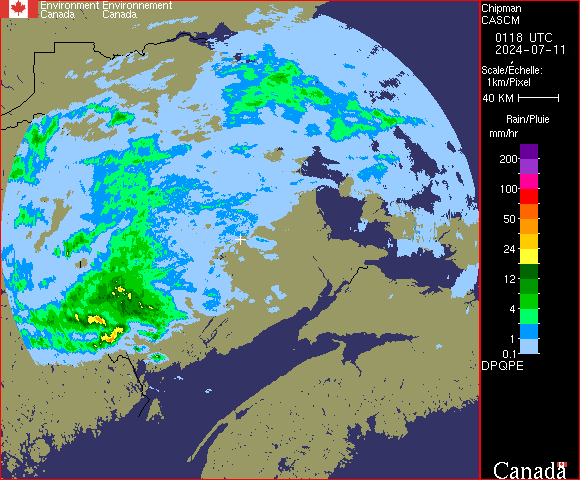 Environment Environnement
Canada Canada
Chipman
CASCM
0118 UTC
2024-07-11
Scale/Échelle:
1km/Pixel
40 KM
Rain/Pluie
mm/hr
200
100
50
24
12
4
1
0.1
DPQPE
Canada